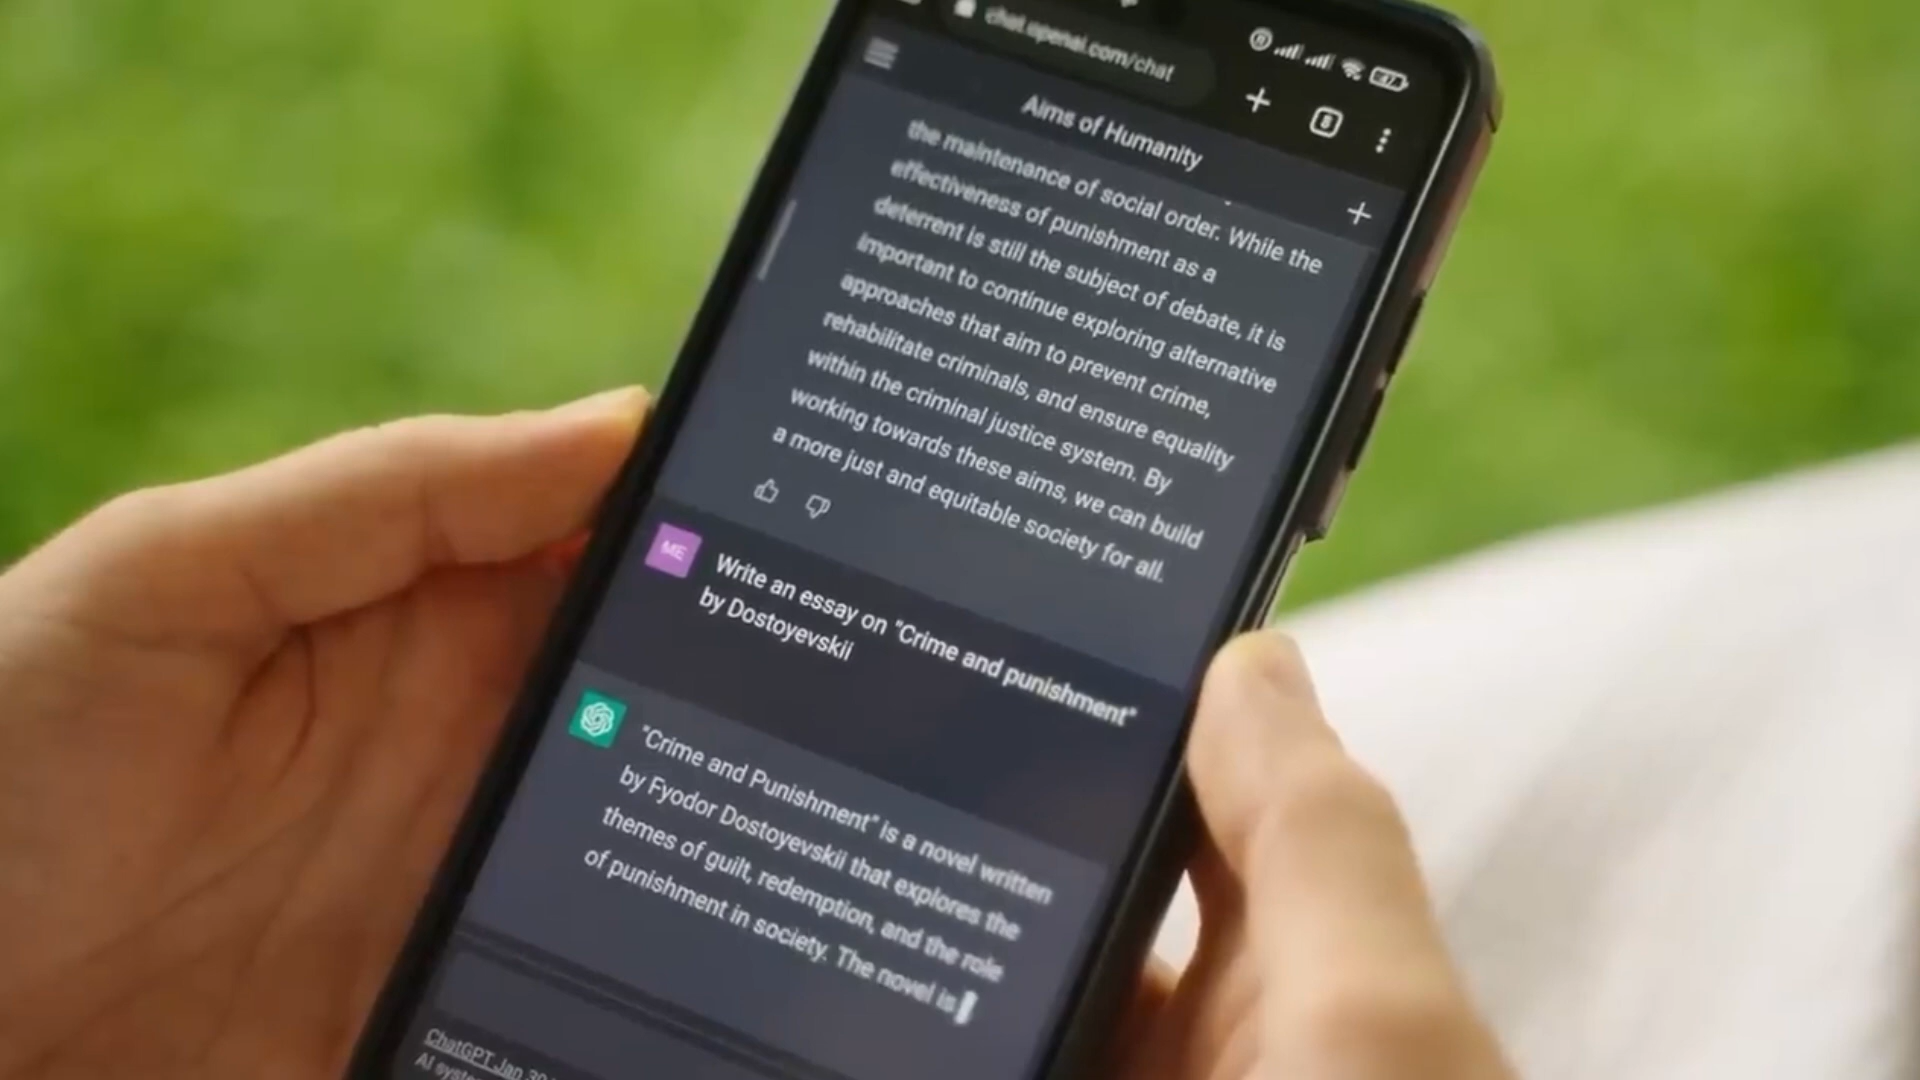 chat.openai.com/chat
47
8
Aims of Humanity
the maintenance of social order. While the
effectiveness of punishment as a
deterrent is still the subject of debate, it is
important to continue exploring alternative
approaches that aim to prevent crime,
rehabilitate criminals, and ensure equality
within the criminal justice system. By
working towards these aims, we can build
a more just and equitable society for all.
ME
Write an essay on "Crime and punishment"
by Dostoyevskii
"Crime and Punishment" is a novel written
by Fyodor Dostoyevskii that explores the
themes of guilt, redemption, and the role
of punishment in society. The novel is
ChatGPT Jan 30
AI